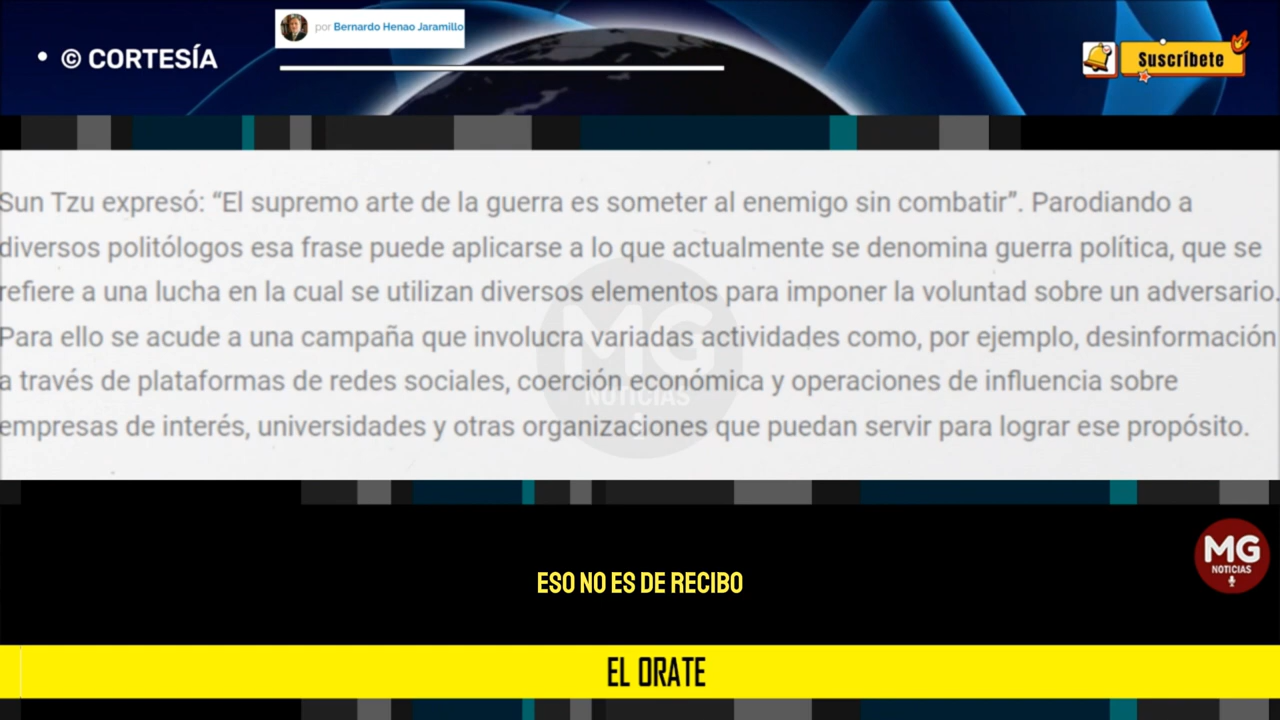 por Bernardo Henao Jaramillo
• © CORTESÍA
Suscríbete
Sun Tzu expresó: “El supremo arte de la guerra es someter al enemigo sin combatir”. Parodiando a
diversos politólogos esa frase puede aplicarse a lo que actualmente se denomina guerra política, que se
refiere a una lucha en la cual se utilizan diversos elementos para imponer la voluntad sobre un adversario.
Para ello se acude a una campaña que involucra variadas actividades como, por ejemplo, desinformación
a través de plataformas de redes sociales, coerción económica y operaciones de influencia sobre
empresas de interés, universidades y otras organizaciones que puedan servir para lograr ese propósito.
MG
NOTICIAS
ESO NO ES DE RECIBO
MG
NOTICIAS
EL ORATE